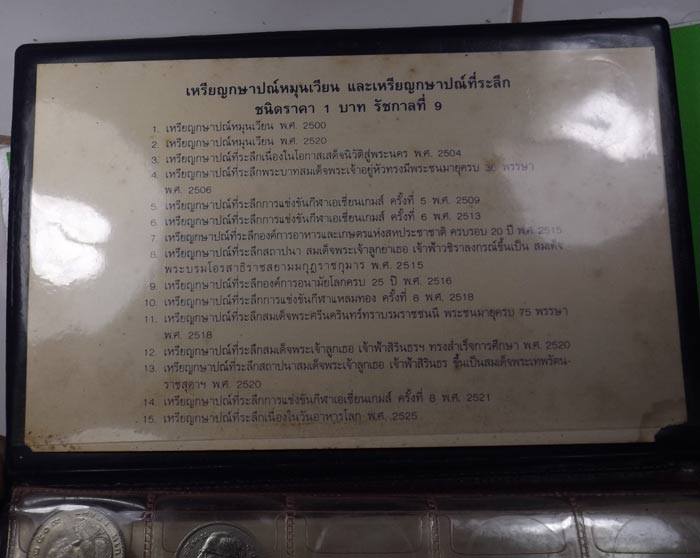 เหรียญกษาปณ์หมุนเวียน และเหรียญกษาปณ์ที่ระลึก
ชนิดราคา 1 บาท รัชกาลที่ 9
1. เหรียญกษาปณ์หมุนเวียน พ.ศ. 2500
2. เหรียญกษาปณ์หมุนเวียน พ.ศ. 2520
3. เหรียญกษาปณ์ที่ระลึกเนื่องในโอกาสเสด็จนิวัติสู่พระนคร พ.ศ. 2504
4. เหรียญกษาปณ์ที่ระลึกพระบาทสมเด็จพระเจ้าอยู่หัวทรงมีพระชนมายุครบ 36 พรรษา
พ.ศ. 2506
5. เหรียญกษาปณ์ที่ระลึกการแข่งขันกีฬาเอเชี่ยนเกมส์ ครั้งที่ 5 พ.ศ. 2509
6. เหรียญกษาปณ์ที่ระลึกการแข่งขันกีฬาเอเชี่ยนเกมส์ ครั้งที่ 6 พ.ศ. 2513
7. เหรียญกษาปณ์ที่ระลึกองค์การอาหารและเกษตรแห่งสหประชาชาติ ครบรอบ 20 ปี พ.ศ. 2515
8. เหรียญกษาปณ์ที่ระลึกสถาปนา สมเด็จพระเจ้าลูกยาเธอ เจ้าฟ้าวชิราลงกรณ์ขึ้นเป็น สมเด็จ
พระบรมโอรสาธิราชสยามมกุฎราชกุมาร พ.ศ. 2515
9. เหรียญกษาปณ์ที่ระลึกองค์การอนามัยโลกครบ 25 ปี พ.ศ. 2516
10. เหรียญกษาปณ์ที่ระลึกการแข่งขันกีฬาแหลมทอง ครั้งที่ 8 พ.ศ. 2518
11. เหรียญกษาปณ์ที่ระลึกสมเด็จพระศรีนครินทร์ทราบรมราชชนนี พระชนมายุครบ 75 พรรษา
พ.ศ. 2518
12. เหรียญกษาปณ์ที่ระลึกสมเด็จพระเจ้าลูกเธอ เจ้าฟ้าสิรินธรฯ ทรงสำเร็จการศึกษา พ.ศ. 2520
13. เหรียญกษาปณ์ที่ระลึกสถาปนาสมเด็จพระเจ้าลูกเธอ เจ้าฟ้าสิรินธร ขึ้นเป็นสมเด็จพระเทพรัตน-
ราชสุดาฯ พ.ศ. 2520
14. เหรียญกษาปณ์ที่ระลึกการแข่งขันกีฬาเอเชี่ยนเกมส์ ครั้งที่ 8 พ.ศ. 2521
15. เหรียญกษาปณ์ที่ระลึกเนื่องในวันอาหารโลก พ.ศ. 2525